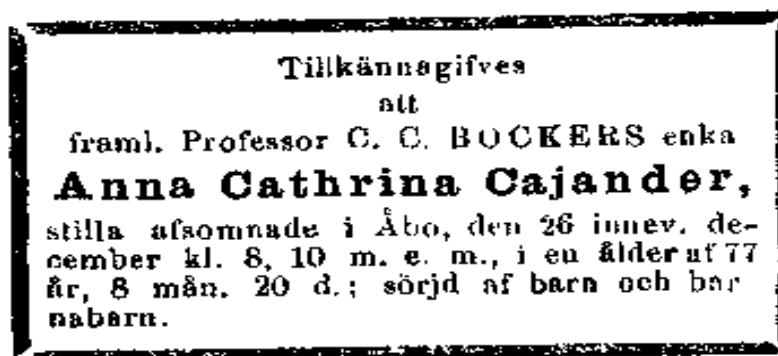 Tillkännagifves
att
framl. Professor C. C. BÖCKERS enka
Anna Cathrina Cajander,
stilla afsomnade i Åbo, den 26 innev. de-
cember kl. 8, 10 m. e. m., i en ålder af 77
år, 8 mån. 20 d.; sörjd af barn och bar
nabarn.